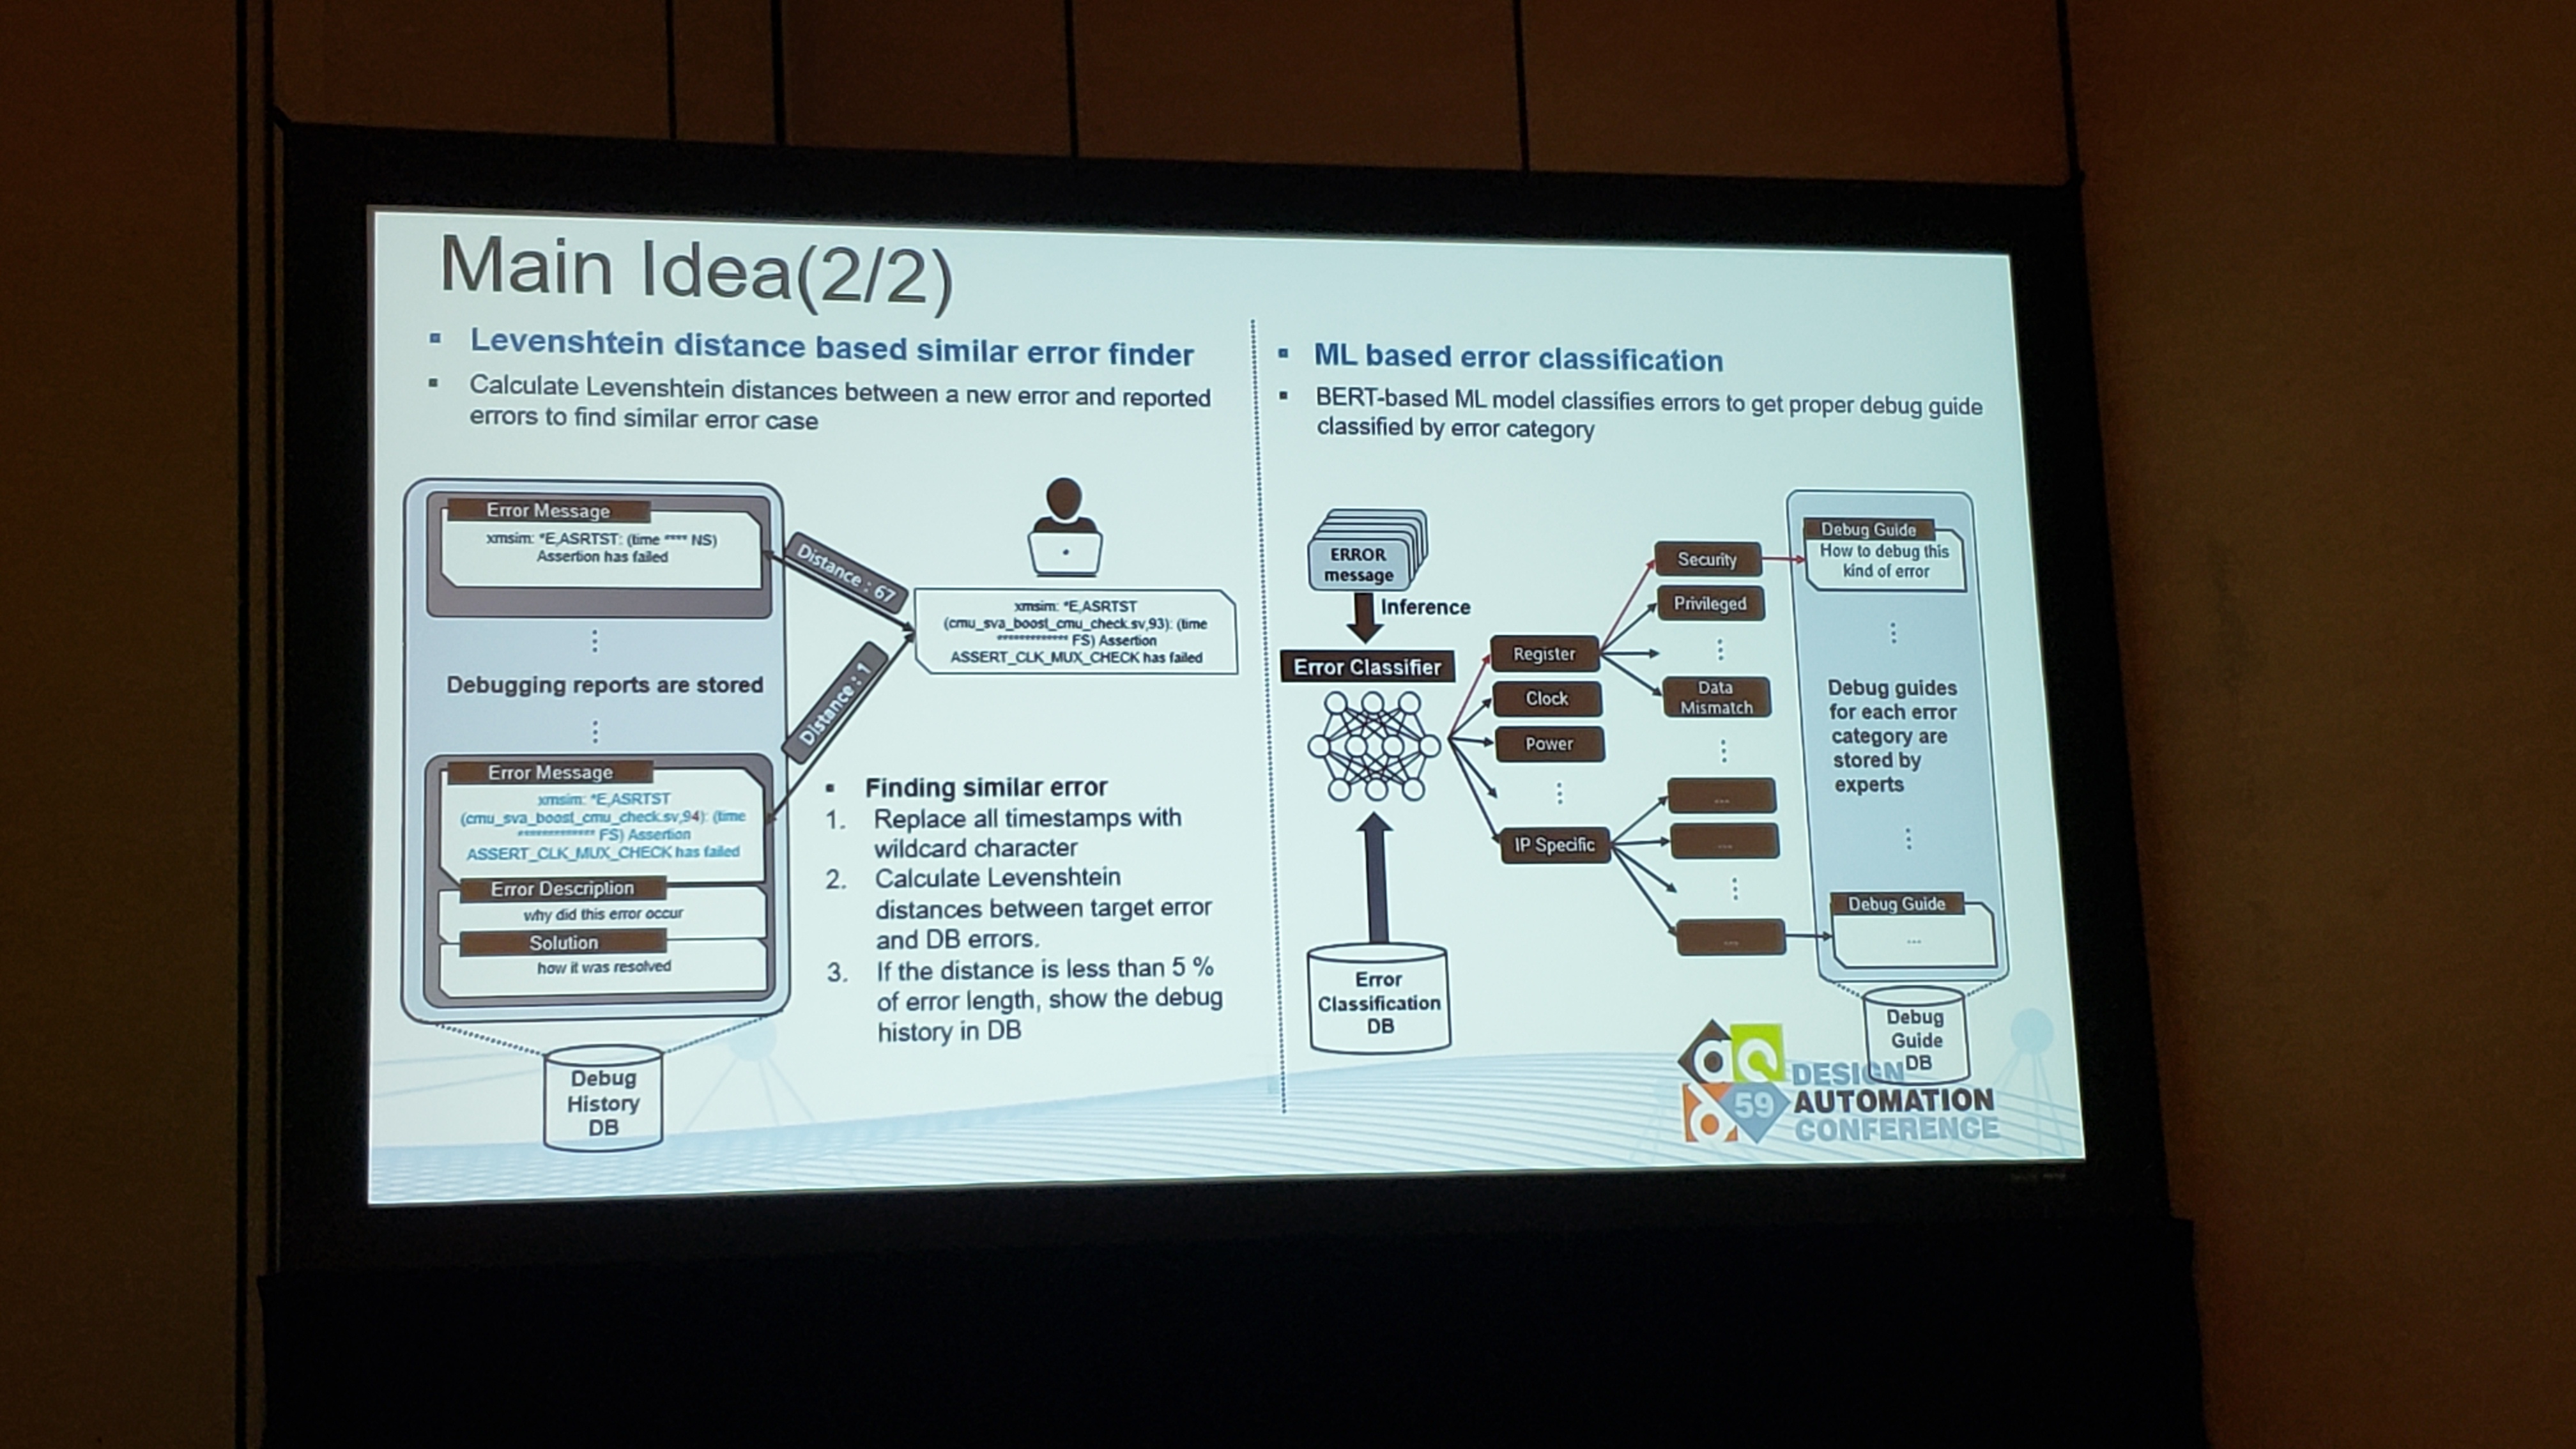 Main Idea(2/2)
Levenshtein distance based similar error finder
Calculate Levenshtein distances between a new error and reported
errors to find similar error case
Error Message
xmsim: *E,ASRTST: (time **** NS)
Assertion has failed
Debugging reports are stored
Error Message
xmsim: *E,ASRTST
(cmu_sva_boost_cmu_check.sv,94): (time
************* FS) Assertion
ASSERT_CLK_MUX_CHECK has failed
Error Description
why did this error occur
Solution
how it was resolved
Debug
History
DB
Distance : 67
Distance : 1
xmsim: *E,ASRTST
(cmu_sva_boost_cmu_check.sv,93): (time
************* FS) Assertion
ASSERT_CLK_MUX_CHECK has failed
Finding similar error
1. Replace all timestamps with
wildcard character
2. Calculate Levenshtein
distances between target error
and DB errors.
3. If the distance is less than 5 %
of error length, show the debug
history in DB
ML based error classification
BERT-based ML model classifies errors to get proper debug guide
classified by error category
ERROR
message
Inference
Error Classifier
Error
Classification
DB
Register
Clock
Power
IP Specific
Security
Privileged
Data
Mismatch
...
...
...
Debug Guide
How to debug this
kind of error
Debug guides
for each error
category are
stored by
experts
Debug Guide
...
Debug
Guide
DB
59
DESIGN
AUTOMATION
CONFERENCE